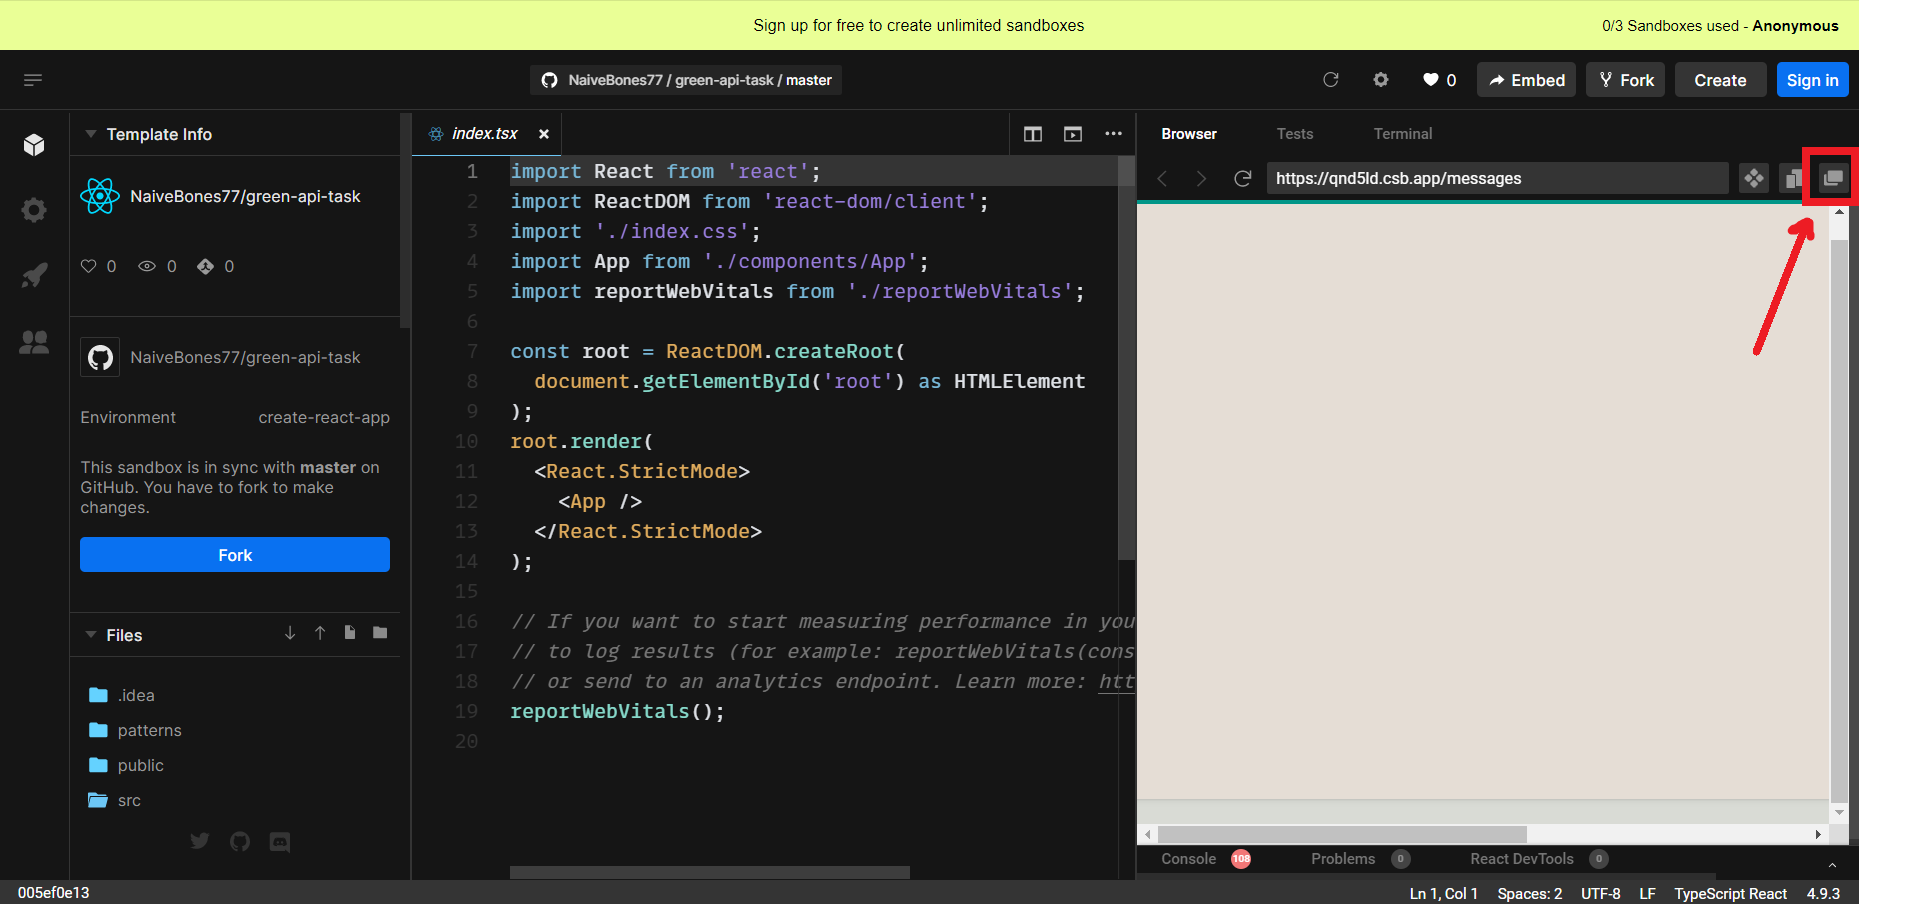 Sign up for free to create unlimited sandboxes
0/3 Sandboxes used - Anonymous
NaiveBones77 / green-api-task / master
0
Embed
Fork
Create
Sign in
Template Info
NaiveBones77/green-api-task
0 0 0
NaiveBones77/green-api-task
Environment create-react-app
This sandbox is in sync with master on
GitHub. You have to fork to make
changes.
Fork
Files
.idea
patterns
public
src
index.tsx
1 import React from 'react';
2 import ReactDOM from 'react-dom/client';
3 import './index.css';
4 import App from './components/App';
5 import reportWebVitals from './reportWebVitals';
6
7 const root = ReactDOM.createRoot(
8 document.getElementById('root') as HTMLElement
9 );
10 root.render(
11 <React.StrictMode>
12 <App />
13 </React.StrictMode>
14 );
15
16 // If you want to start measuring performance in you
17 // to log results (for example: reportWebVitals(cons
18 // or send to an analytics endpoint. Learn more: htt
19 reportWebVitals();
20
Browser Tests Terminal
https://qnd5ld.csb.app/messages
Console 108 Problems 0 React DevTools 0
005ef0e13
Ln 1, Col 1 Spaces: 2 UTF-8 LF TypeScript React 4.9.3